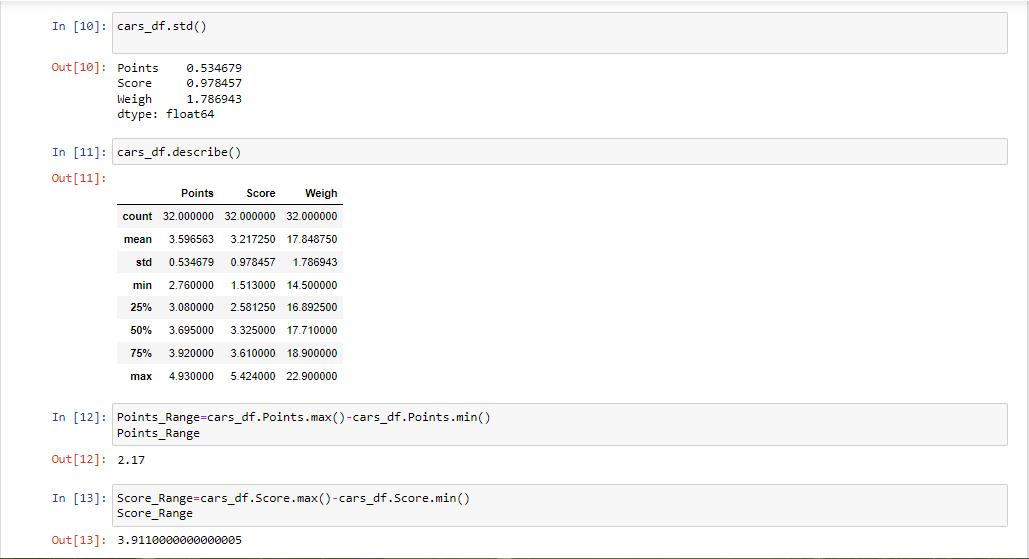 In [10]: cars_df.std()
Out[10]: Points    0.534679
Score     0.978457
Weigh     1.786943
dtype: float64
In [11]: cars_df.describe()
Out[11]:
Points Score Weigh
count 32.000000 32.000000 32.000000
mean 3.596563 3.217250 17.848750
std 0.534679 0.978457 1.786943
min 2.760000 1.513000 14.500000
25% 3.080000 2.581250 16.892500
50% 3.695000 3.325000 17.710000
75% 3.920000 3.610000 18.900000
max 4.930000 5.424000 22.900000
In [12]: Points_Range=cars_df.Points.max()-cars_df.Points.min()
Points_Range
Out[12]: 2.17
In [13]: Score_Range=cars_df.Score.max()-cars_df.Score.min()
Score_Range
Out[13]: 3.9110000000000005